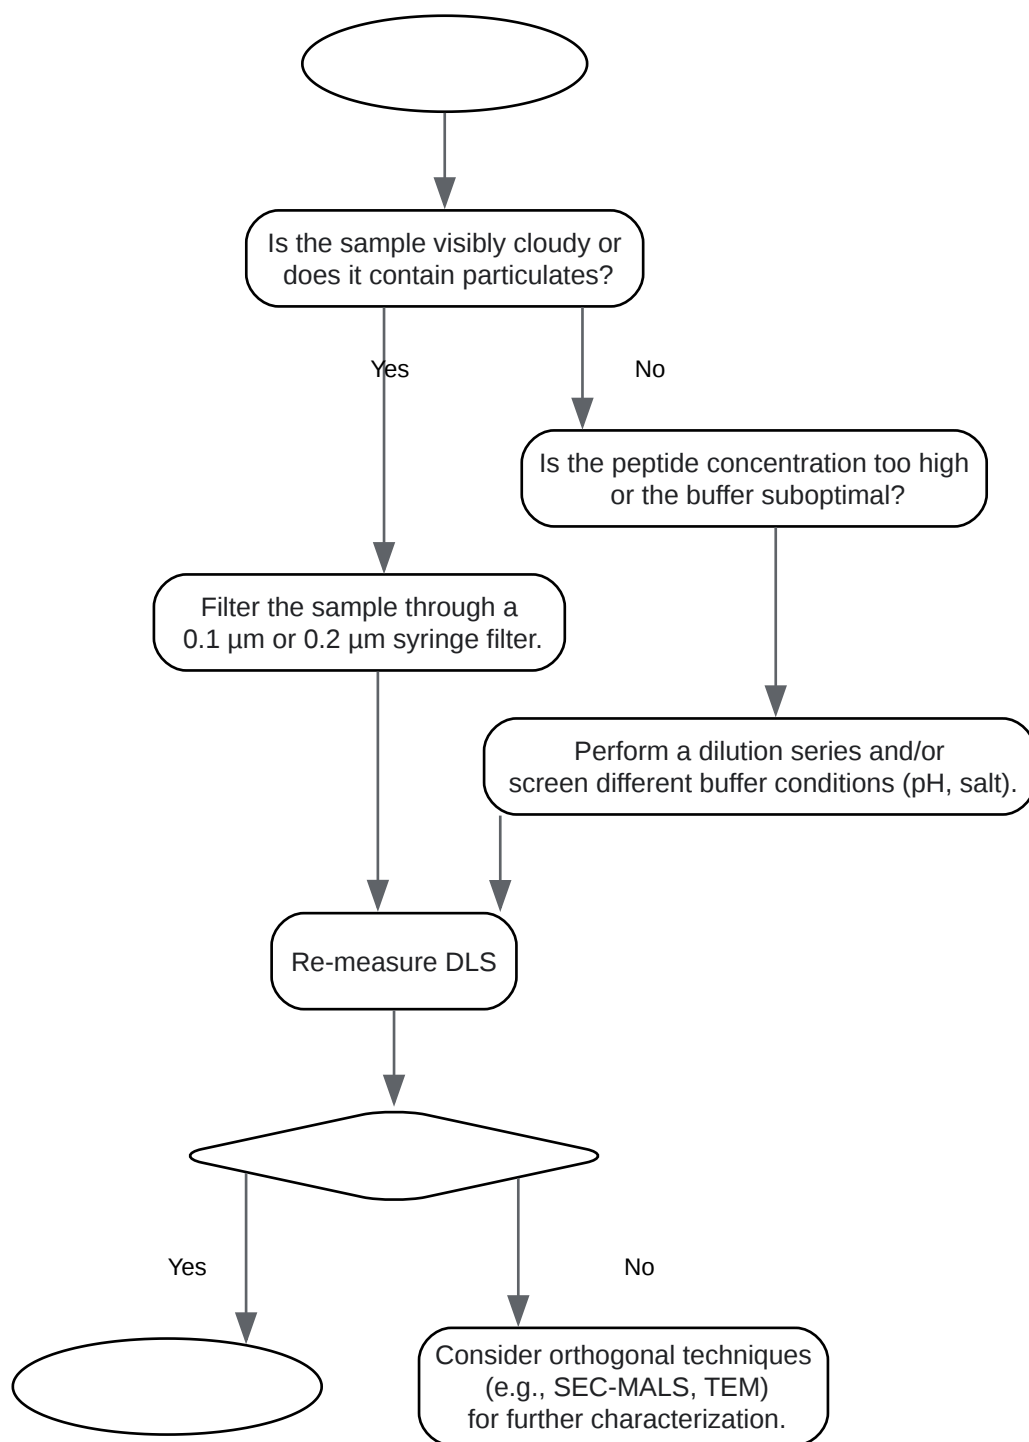 Is the sample visibly cloudy or
does it contain particulates?
Yes
No
Is the peptide concentration too high
or the buffer suboptimal?
Filter the sample through a
0.1 µm or 0.2 µm syringe filter.
Perform a dilution series and/or
screen different buffer conditions (pH, salt).
Re-measure DLS
Yes
No
Consider orthogonal techniques
(e.g., SEC-MALS, TEM)
for further characterization.